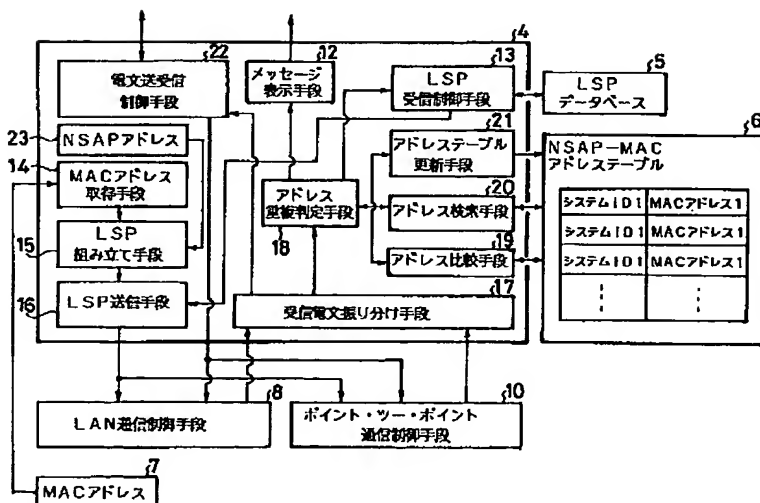 22
電文送受信
制御手段
23
NSAPアドレス
14
MACアドレス
取得手段
15
LSP
組み立て手段
16
LSP送信手段
12
メッセージ
表示手段
4
13
LSP
受信制御手段
5
LSP
データベース
21
アドレステーブル
更新手段
18
アドレス
重複判定手段
20
アドレス検索手段
19
アドレス比較手段
17
受信電文振り分け手段
6
NSAP-MAC
アドレステーブル
システムID1 MACアドレス1
システムID1 MACアドレス1
システムID1 MACアドレス1
8
LAN通信制御手段
10
ポイント・ツー・ポイント
通信制御手段
7
MACアドレス